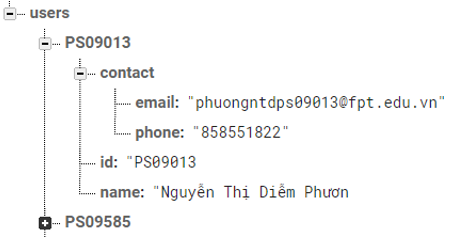 users
PS09013
contact
email: "phuongntdps09013@fpt.edu.vn"
phone: "858551822"
id: "PS09013
name: "Nguyễn Thị Diễm Phươn
PS09585